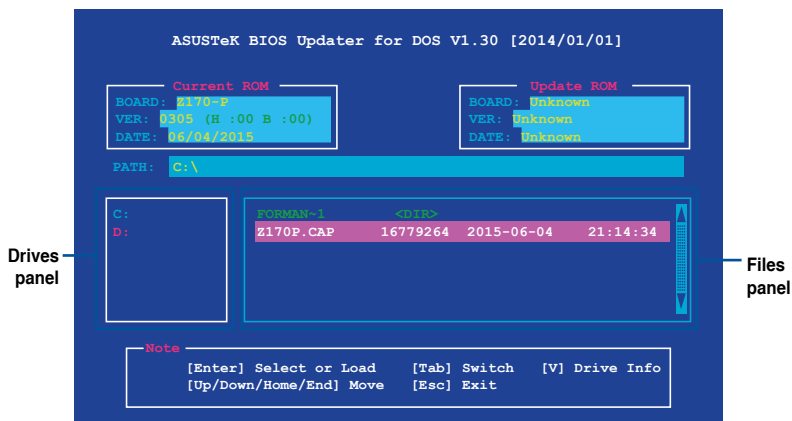 ASUSTeK BIOS Updater for DOS V1.30 [2014/01/01]
Current ROM
BOARD: Z170-P
VER: 0305 (H :00 B :00)
DATE: 06/04/2015
Update ROM
BOARD: Unknown
VER: Unknown
DATE: Unknown
PATH: C:\
C:
D:
FORMAN~1 <DIR>
Z170P.CAP 16779264 2015-06-04 21:14:34
Drives panel
Files panel
Note
[Enter] Select or Load [Tab] Switch [V] Drive Info
[Up/Down/Home/End] Move [Esc] Exit